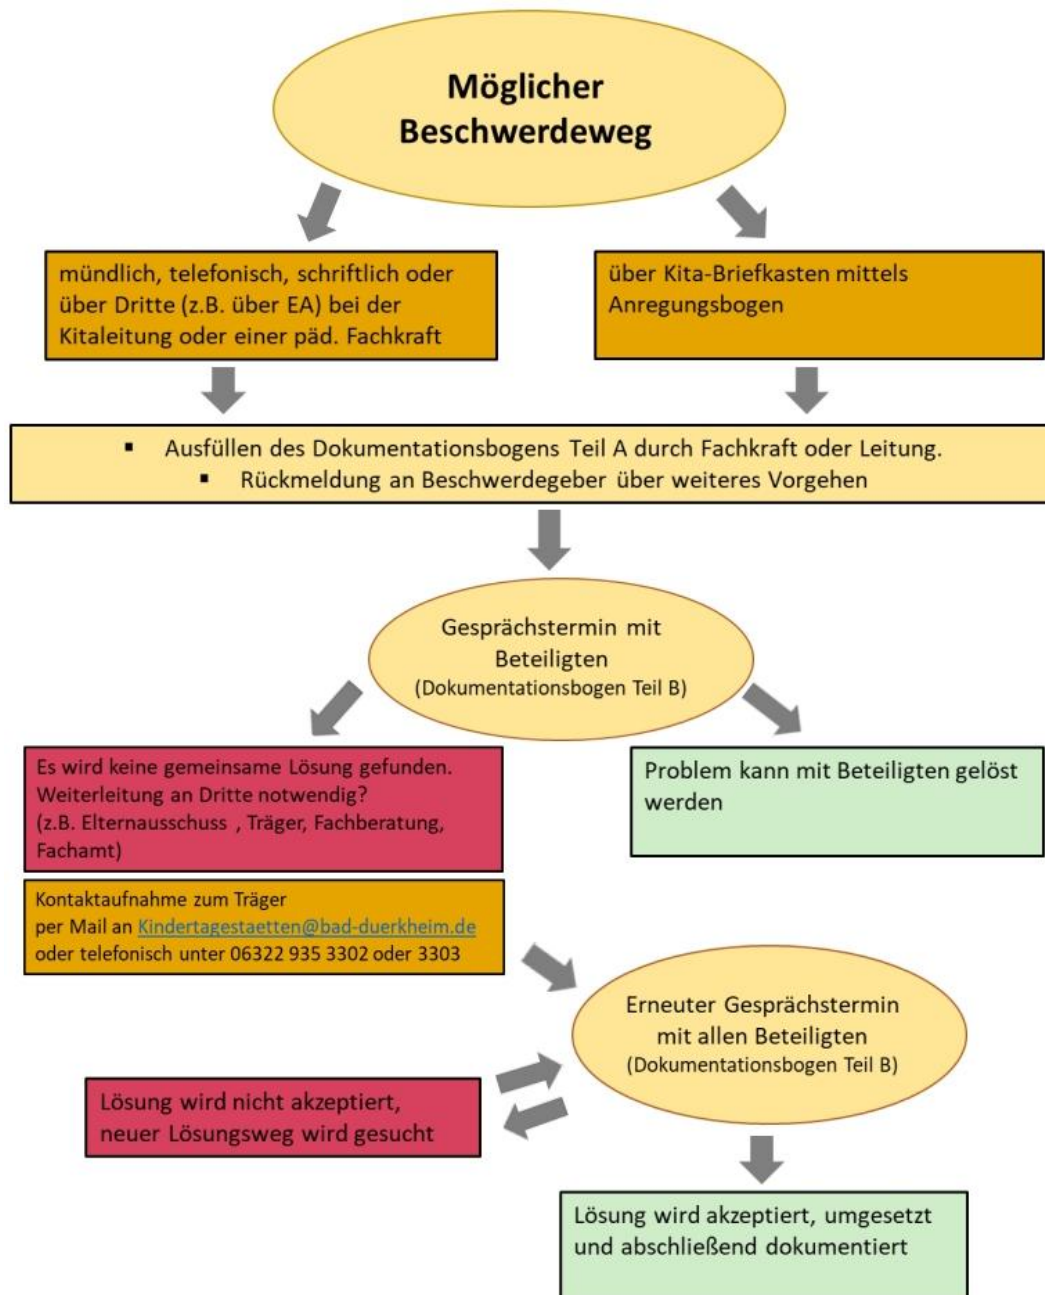 Möglicher
Beschwerdeweg
mündlich, telefonisch, schriftlich oder
über Dritte (z.B. über EA) bei der
Kitaleitung oder einer päd. Fachkraft
über Kita-Briefkasten mittels
Anregungsbogen
▪ Ausfüllen des Dokumentationsbogens Teil A durch Fachkraft oder Leitung.
▪ Rückmeldung an Beschwerdegeber über weiteres Vorgehen
Gesprächstermin mit
Beteiligten
(Dokumentationsbogen Teil B)
Es wird keine gemeinsame Lösung gefunden.
Weiterleitung an Dritte notwendig?
(z.B. Elternausschuss , Träger, Fachberatung,
Fachamt)
Problem kann mit Beteiligten gelöst
werden
Kontaktaufnahme zum Träger
per Mail an Kindertagestaetten@bad-duerkheim.de
oder telefonisch unter 06322 935 3302 oder 3303
Erneuter Gesprächstermin
mit allen Beteiligten
(Dokumentationsbogen Teil B)
Lösung wird nicht akzeptiert,
neuer Lösungsweg wird gesucht
Lösung wird akzeptiert, umgesetzt
und abschließend dokumentiert